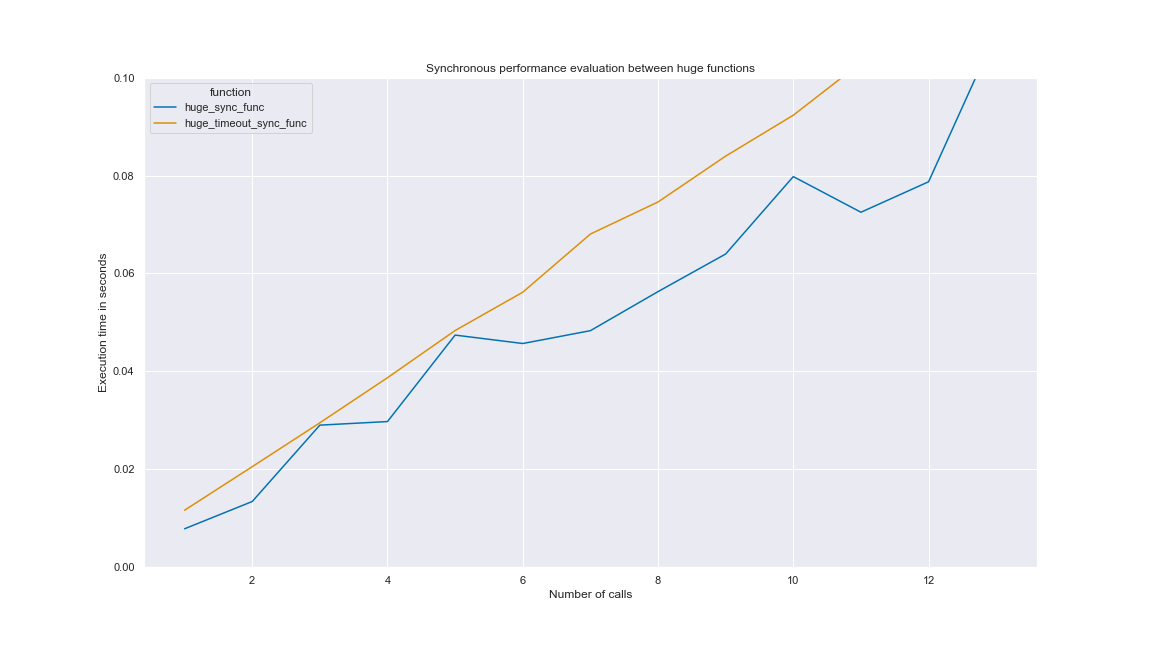 Synchronous performance evaluation between huge functions
function
huge_sync_func
huge_timeout_sync_func
Execution time in seconds
0.10
0.08
0.06
0.04
0.02
0.00
2 4 6 8 10 12
Number of calls